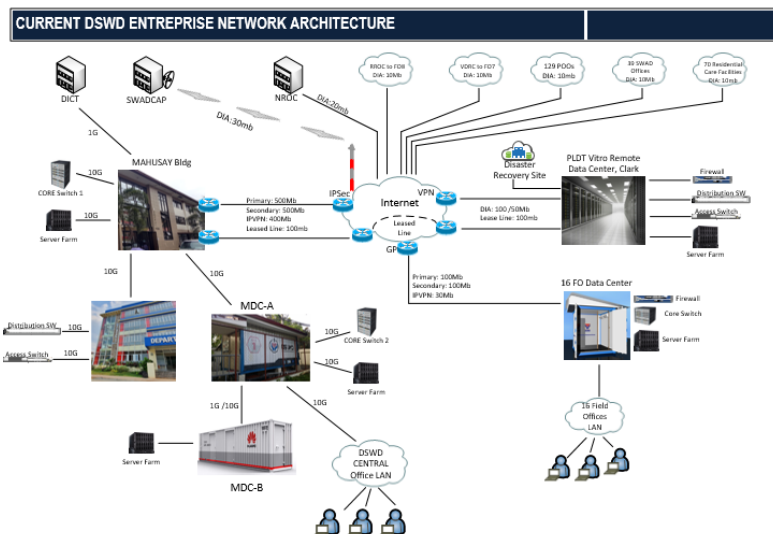 CURRENT DSWD ENTREPRISE NETWORK ARCHITECTURE
RROC to FO8
DIA: 10Mb
VDRC to FO7
DIA: 10Mb
129 POOs
DIA: 10mb
39 SWAD
Offices
DIA: 10Mb
70 Residential
Care Facilities
DIA: 10mb
DICT
SWADCAP
NROC
DIA:20mb
DIA:30mb
1G
MAHUSAY Bldg
10G
CORE Switch 1
10G
Server Farm
IPSec
VPN
Internet
Leased
Line
GP
Primary: 500Mb
Secondary: 500Mb
IPVPN: 400Mb
Leased Line: 100mb
Disaster
Recovery Site
PLDT Vitro Remote
Data Center, Clark
DIA: 100 /50Mb
Lease Line: 100mb
Firewall
Distribution SW
Access Switch
Server Farm
10G
10G
Primary: 100Mb
Secondary: 100Mb
IPVPN: 30Mb
16 FO Data Center
Firewall
Core Switch
Server Farm
MDC-A
Distribution SW
10G
Access Switch
10G
DEPART
10G
CORE Switch 2
10G
Server Farm
1G /10G
10G
Server Farm
MDC-B
DSWD
CENTRAL
Office LAN
16 Field
Offices
LAN